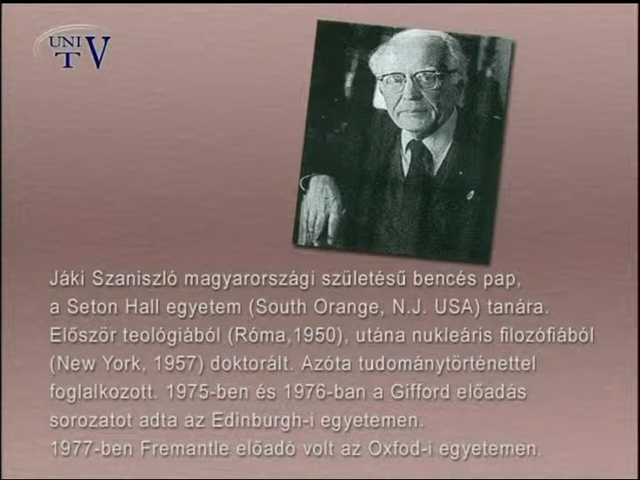 UNI
TV
Jáki Szaniszló magyarországi születésű bencés pap,
a Seton Hall egyetem (South Orange, N.J. USA) tanára.
Először teológiából (Róma,1950), utána nukleáris filozófiából
(New York, 1957) doktorált. Azóta tudománytörténettel
foglalkozott. 1975-ben és 1976-ban a Gifford előadás
sorozatot adta az Edinburgh-i egyetemen.
1977-ben Fremantle előadó volt az Oxfod-i egyetemen.